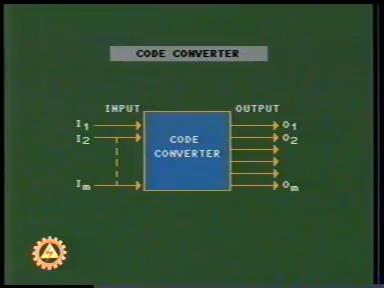 CODE CONVERTER
INPUT OUTPUT
I1 O1
I2 O2
CODE
CONVERTER
Im Om